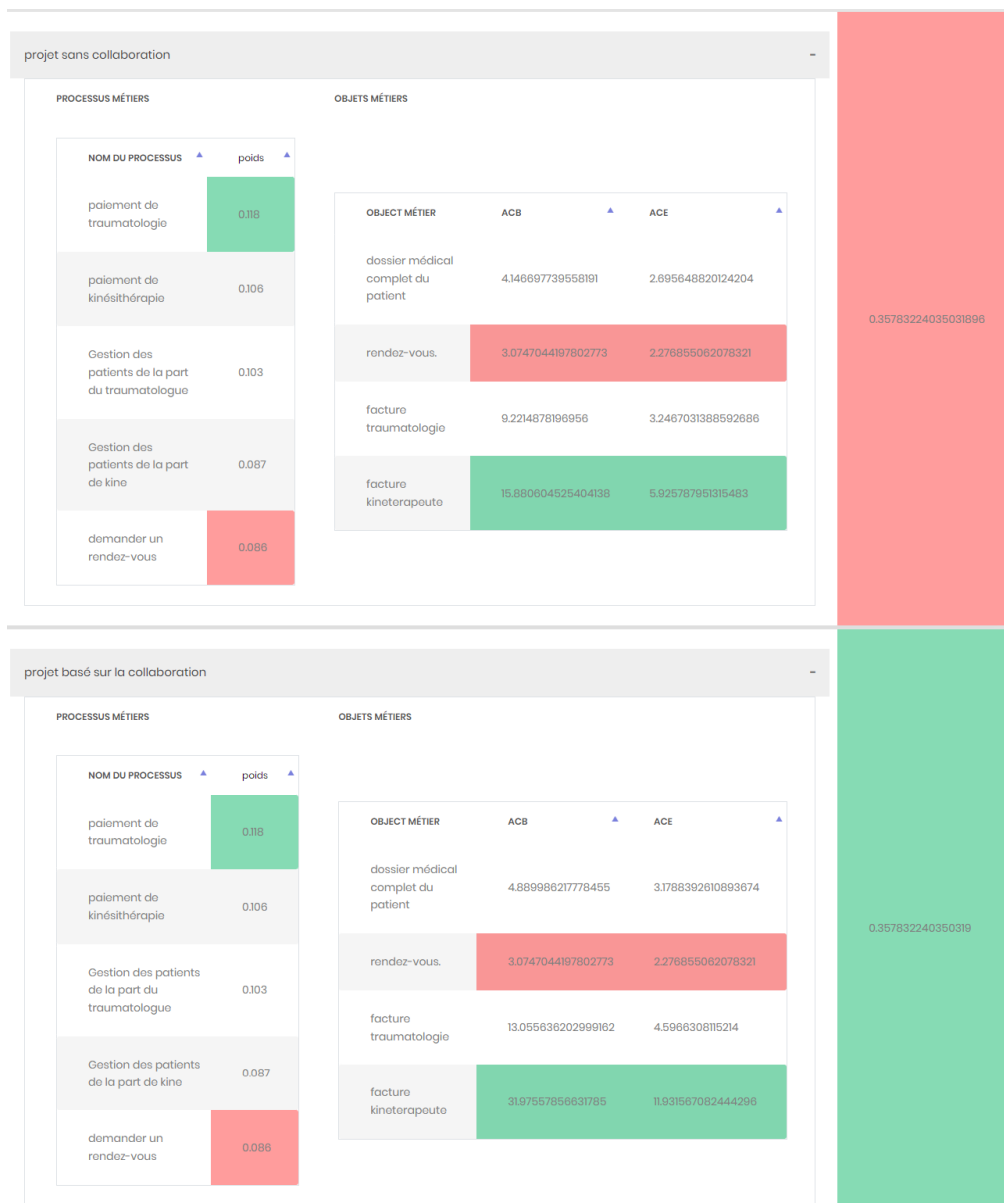 projet sans collaboration -
PROCESSUS MÉTIERS
NOM DU PROCESSUS ▲ poids ▲
paiement de
traumatologie
0.118
paiement de
kinésithérapie
0.106
Gestion des
patients de la part
du traumatologue
0.103
Gestion des
patients de la part
de kine
0.087
demander un
rendez-vous
0.086
OBJETS MÉTIERS
OBJECT MÉTIER ACB ▲ ACE ▲
dossier médical
complet du
patient
4.146697739558191 2.695648820124204
rendez-vous. 3.0747044197802773 2.276855062078321
facture
traumatologie
9.2214878196956 3.2467031388592686
facture
kineterapeute
15.880604525404138 5.925787951315483
0.35783224035031896
projet basé sur la collaboration -
PROCESSUS MÉTIERS
NOM DU PROCESSUS ▲ poids ▲
paiement de
traumatologie
0.118
paiement de
kinésithérapie
0.106
Gestion des patients
de la part du
traumatologue
0.103
Gestion des patients
de la part de kine
0.087
demander un
rendez-vous
0.086
OBJETS MÉTIERS
OBJECT MÉTIER ACB ▲ ACE ▲
dossier médical
complet du
patient
4.889986217778455 3.1788392610893674
rendez-vous. 3.0747044197802773 2.276855062078321
facture
traumatologie
13.055636202999162 4.5966308115214
facture
kineterapeute
31.97557856631785 11.931567082444296
0.357832240350319